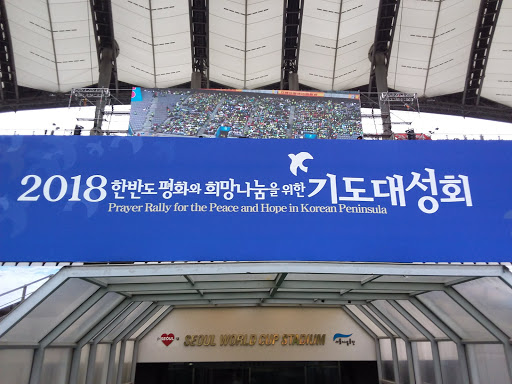 2018 한반도 평화와 희망나눔을 위한 기도대성회
Prayer Rally for the Peace and Hope in Korean Peninsula
SEOUL SEOUL WORLD CUP STADIUM